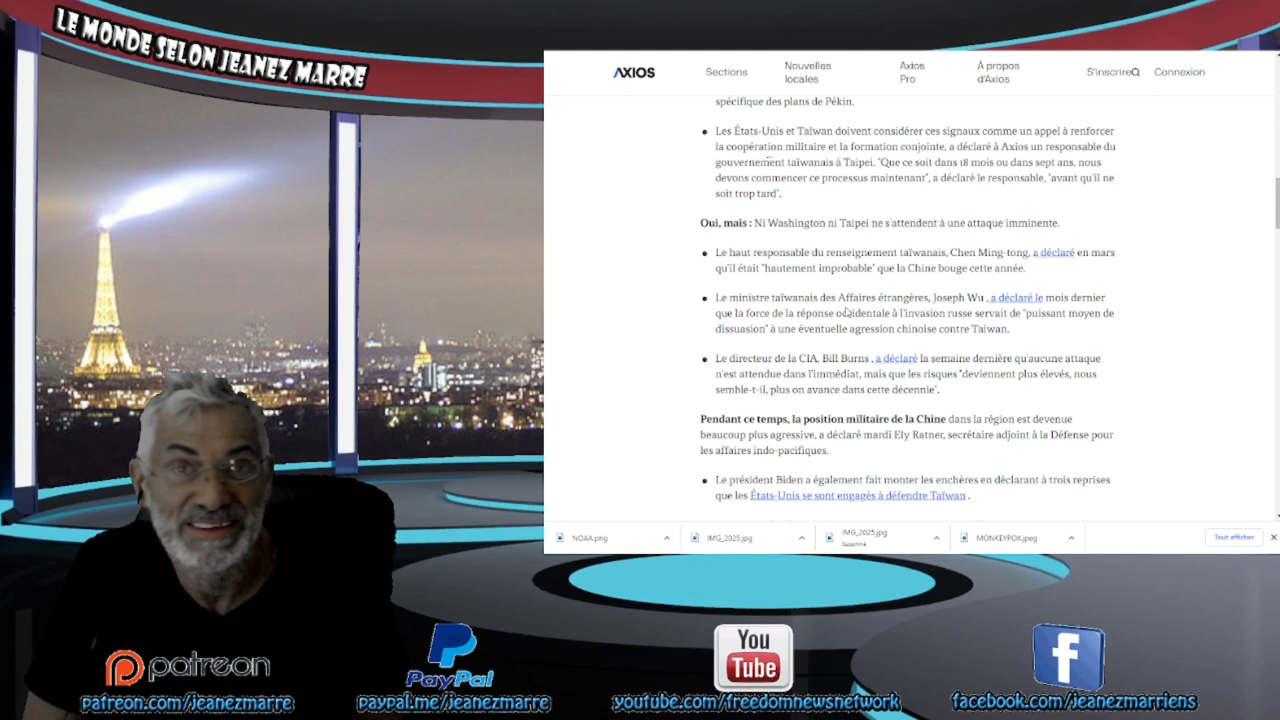 LE MONDE SELON JEANEZ MARRE
AXIOS
Sections
Nouvelles
locales
Axios
Pro
À propos
d'Axios
S'inscrire
Connexion
spécifique des plans de Pékin.
• Les États-Unis et Taïwan doivent considérer ces signaux comme un appel à renforcer
la coopération militaire et la formation conjointe, a déclaré à Axios un responsable du
gouvernement taïwanais à Taipei. "Que ce soit dans 18 mois ou dans sept ans, nous
devons commencer ce processus maintenant", a déclaré le responsable, "avant qu'il ne
soit trop tard".
Oui, mais : Ni Washington ni Taipei ne s'attendent à une attaque imminente.
• Le haut responsable du renseignement taïwanais, Chen Ming-tong, a déclaré en mars
qu'il était "hautement improbable" que la Chine bouge cette année.
• Le ministre taïwanais des Affaires étrangères, Joseph Wu , a déclaré le mois dernier
que la force de la réponse occidentale à l'invasion russe servait de "puissant moyen de
dissuasion" à une éventuelle agression chinoise contre Taiwan.
• Le directeur de la CIA, Bill Burns , a déclaré la semaine dernière qu'aucune attaque
n'est attendue dans l'immédiat, mais que les risques "deviennent plus élevés, nous
semble-t-il, plus on avance dans cette décennie".
Pendant ce temps, la position militaire de la Chine dans la région est devenue
beaucoup plus agressive, a déclaré mardi Ely Ratner, secrétaire adjoint à la Défense pour
les affaires indo-pacifiques.
• Le président Biden a également fait monter les enchères en déclarant à trois reprises
que les États-Unis se sont engagés à défendre Taïwan .
NOAA.png
IMG_2025.jpg
IMG_2025.jpg
Supprimé
MONKEYPOX.jpeg
Tout afficher
patreon
PayPal
You
Tube
f
patreon.com/jeanezmarre
paypal.me/jeanezmarre
youtube.com/freedomnewsnetwork
facebook.com/jeanezmarriens